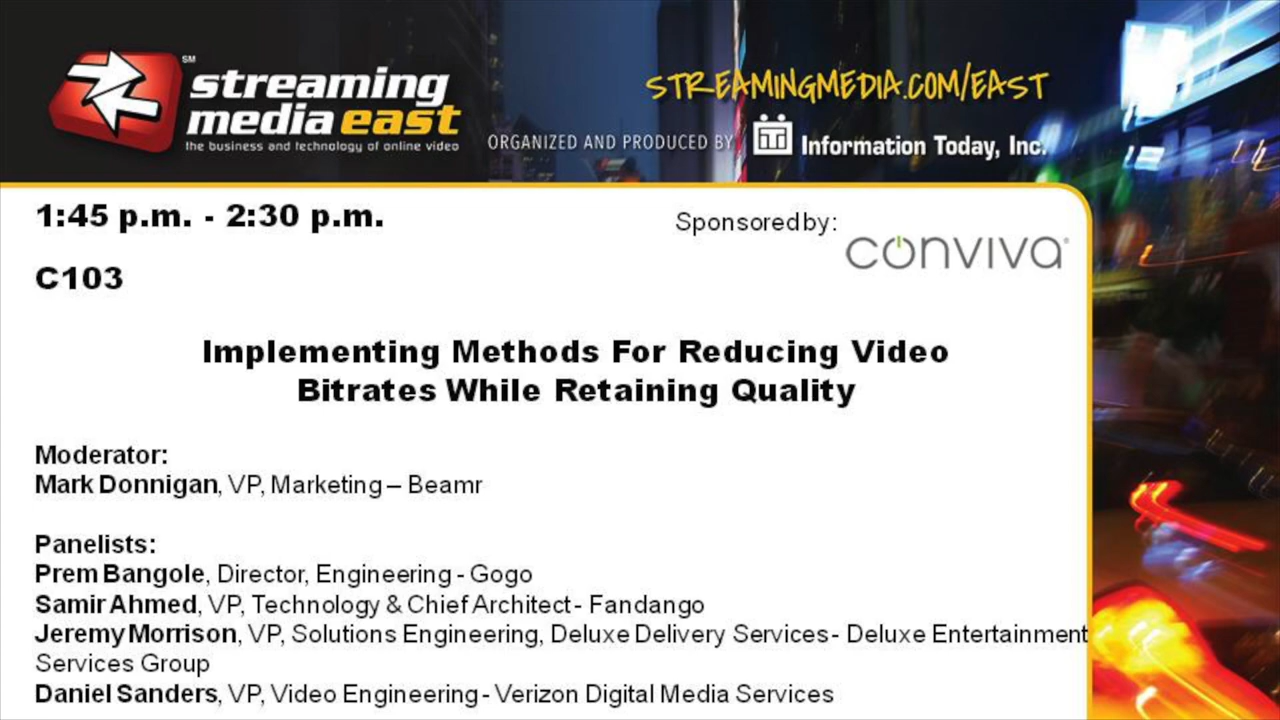 SM
streaming
media east
the business and technology of online video
STREAMINGMEDIA.COM/EAST
ORGANIZED AND PRODUCED BY
Information Today, Inc.
1:45 p.m. - 2:30 p.m.
Sponsored by:
conviva®
C103
Implementing Methods For Reducing Video
Bitrates While Retaining Quality
Moderator:
Mark Donnigan, VP, Marketing – Beamr
Panelists:
Prem Bangole, Director, Engineering - Gogo
Samir Ahmed, VP, Technology & Chief Architect - Fandango
Jeremy Morrison, VP, Solutions Engineering, Deluxe Delivery Services - Deluxe Entertainment
Services Group
Daniel Sanders, VP, Video Engineering - Verizon Digital Media Services